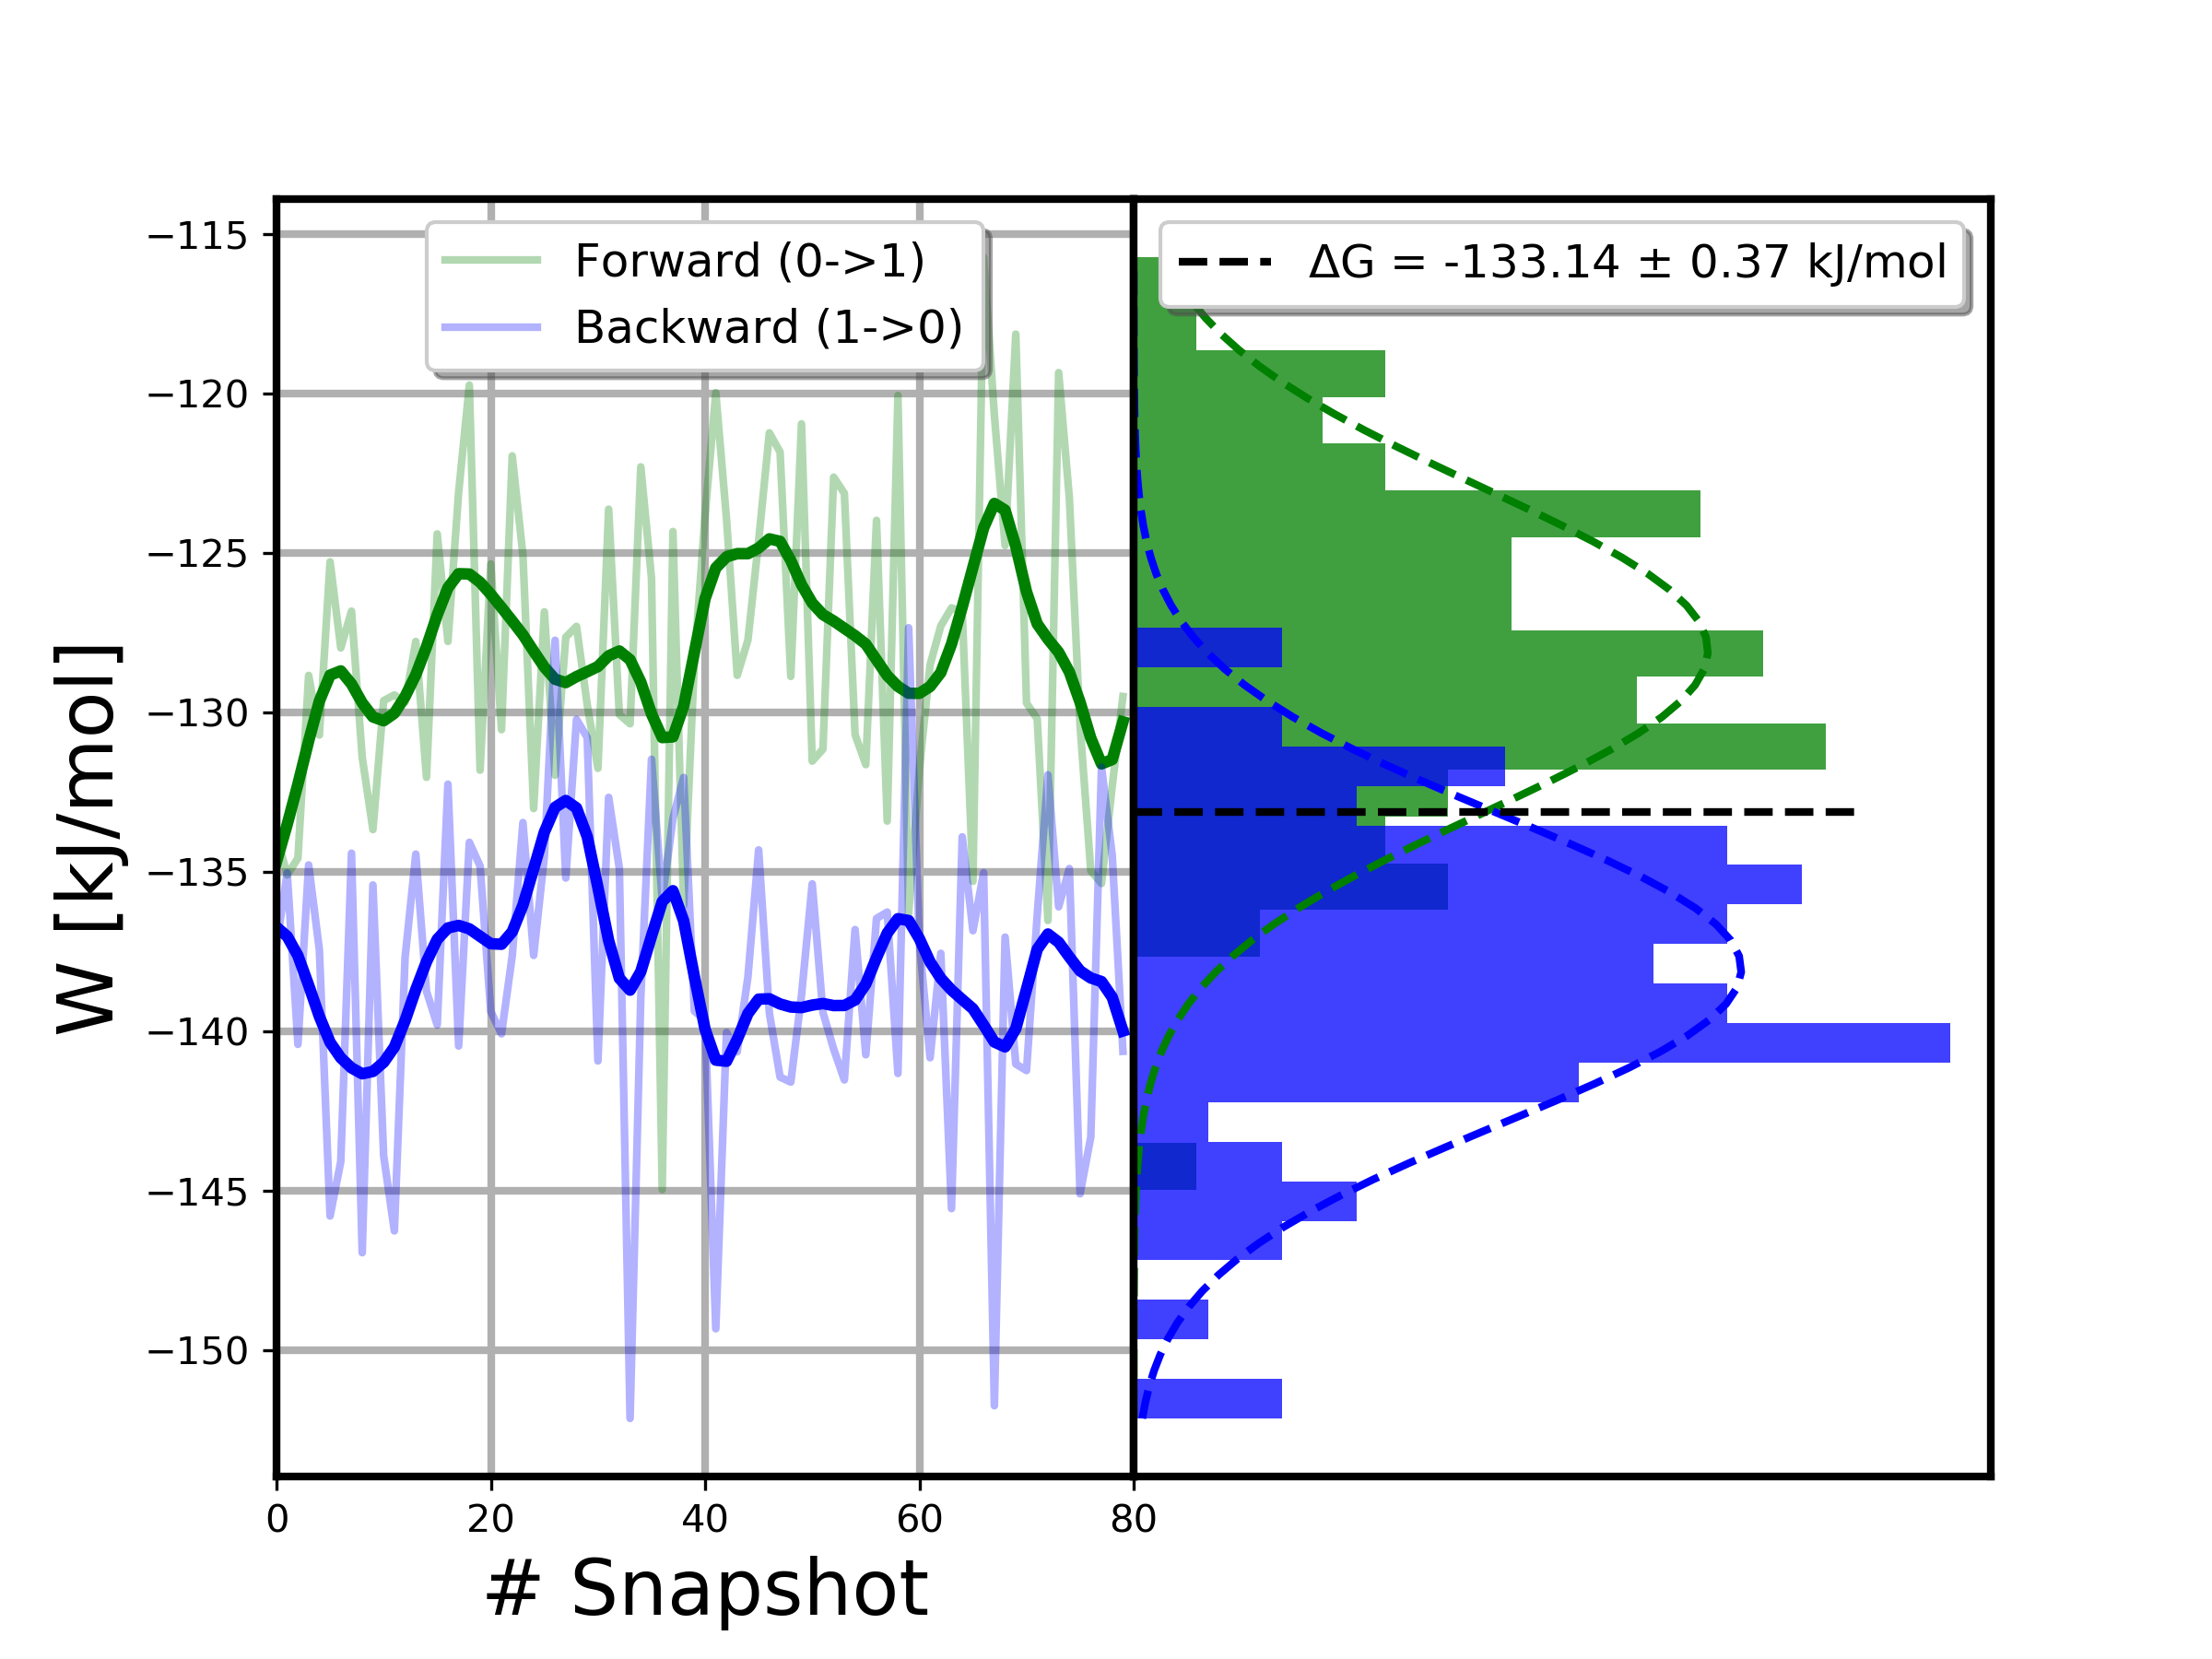 Forward (0->1)
Backward (1->0)
ΔG = -133.14 ± 0.37 kJ/mol
−115
−120
−125
−130
−135
−140
−145
−150
W [kJ/mol]
0 20 40 60 80
# Snapshot